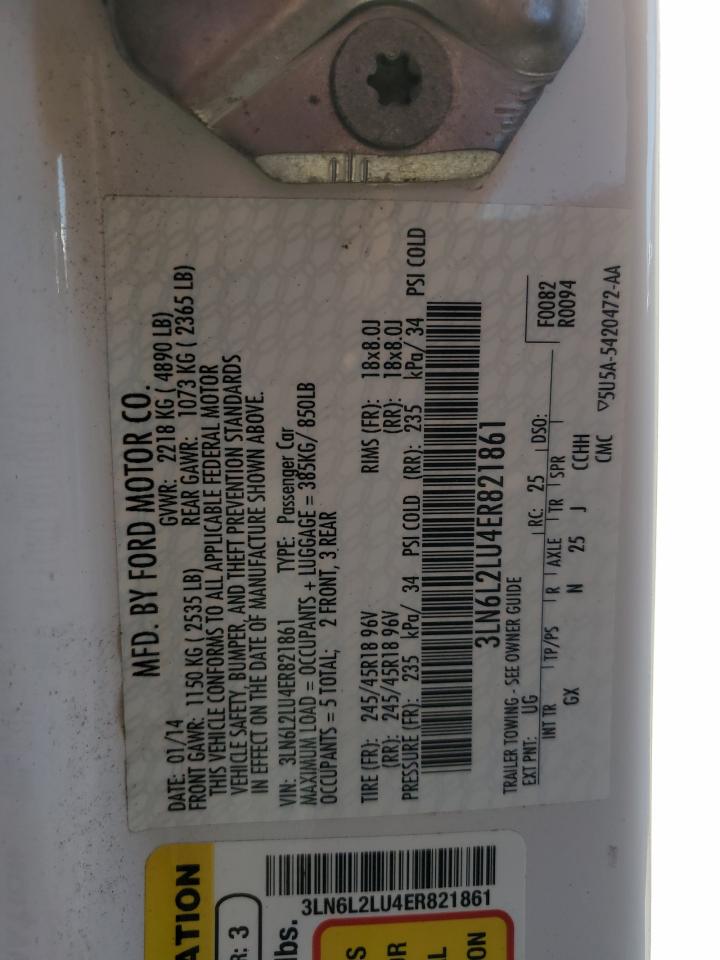 MFD. BY FORD MOTOR CO.
DATE: 01/14 GVWR: 2218 KG ( 4890 LB)
FRONT GAWR: 1150 KG ( 2535 LB) REAR GAWR: 1073 KG ( 2365 LB)
THIS VEHICLE CONFORMS TO ALL APPLICABLE FEDERAL MOTOR
VEHICLE SAFETY, BUMPER, AND THEFT PREVENTION STANDARDS
IN EFFECT ON THE DATE OF MANUFACTURE SHOWN ABOVE.
VIN: 3LN6L2LU4ER821861 TYPE: Passenger Car
MAXIMUM LOAD = OCCUPANTS + LUGGAGE = 385KG/ 850LB
OCCUPANTS = 5 TOTAL; 2 FRONT, 3 REAR
TIRE (FR): 245/45R18 96V RIMS (FR): 18x8.0J
(RR): 245/45R18 96V (RR): 18x8.0J
PRESSURE (FR): 235 kPa/ 34 PSI COLD (RR): 235 kPa/ 34 PSI COLD
3LN6L2LU4ER821861
TRAILER TOWING - SEE OWNER GUIDE
EXT PNT: UG RC: 25 DSO: F0082
INT TR TP/PS R AXLE TR SPR R0094
GX N 25 J CCHH
CMC ▽5U5A-5420472-AA
ATION
R: 3
lbs.
3LN6L2LU4ER821861
S
OR
L
ON